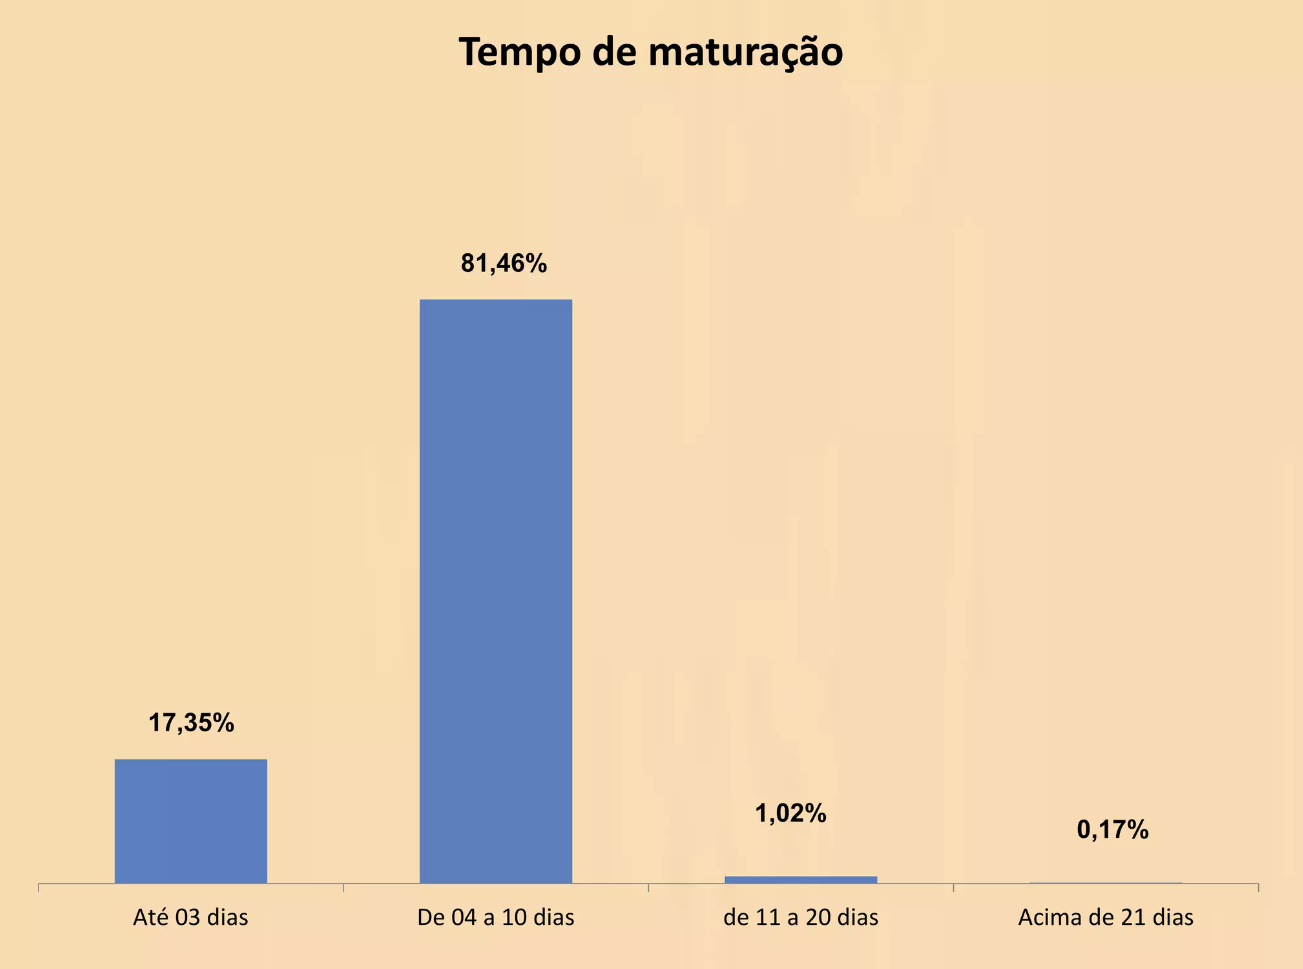 Tempo de maturação
81,46%
17,35%
1,02%
0,17%
Até 03 dias
De 04 a 10 dias
de 11 a 20 dias
Acima de 21 dias